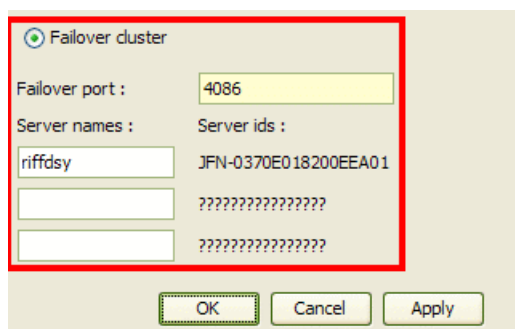 Failover cluster
Failover port : 4086
Server names : Server ids :
riffdsy JFN-0370E018200EEA01
????????????????
????????????????
OK Cancel Apply